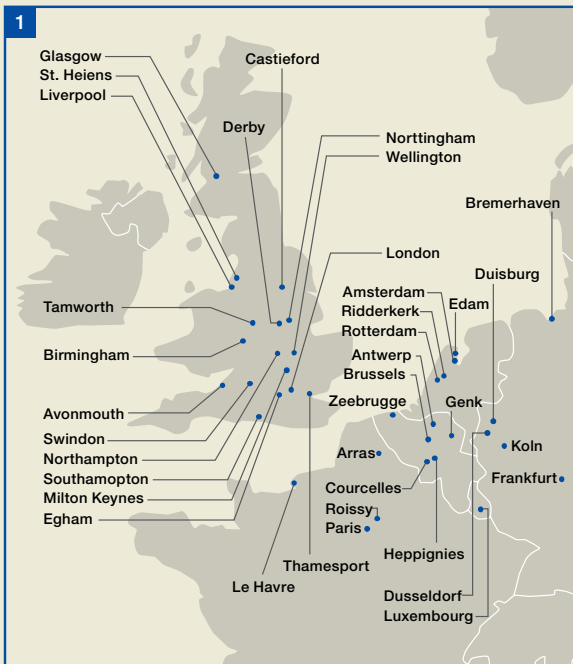 1
Glasgow
St. Heiens
Liverpool
Castieford
Derby
Norttingham
Wellington
Bremerhaven
London
Duisburg
Amsterdam
Edam
Ridderkerk
Rotterdam
Tamworth
Antwerp
Birmingham
Brussels
Zeebrugge
Genk
Avonmouth
Swindon
Koln
Northampton
Arras
Southamopton
Frankfurt
Milton Keynes
Courcelles
Egham
Roissy
Paris
Heppignies
Thamesport
Le Havre
Dusseldorf
Luxembourg